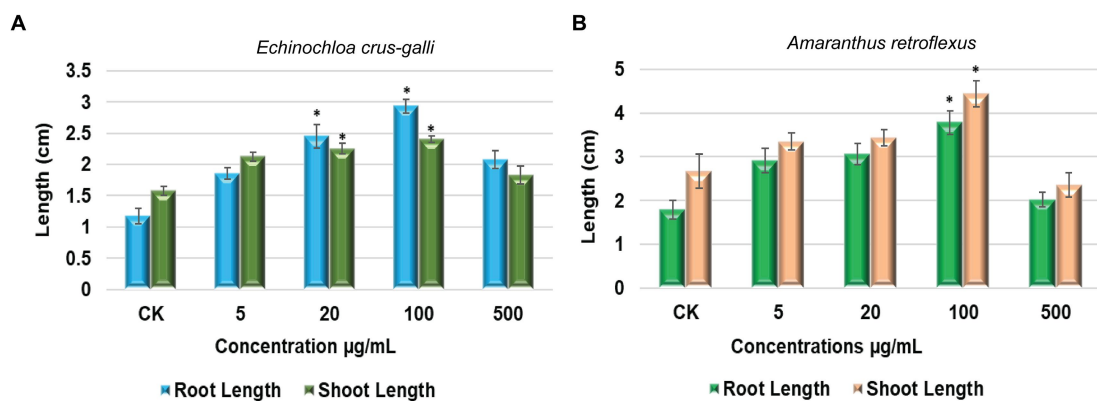 A
Echinochloa crus-galli
3.5
3
2.5
2
1.5
1
0.5
0
Length (cm)
* * * *
CK 5 20 100 500
Concentration µg/mL
Root Length Shoot Length
B
Amaranthus retroflexus
5
4
3
2
1
0
Length (cm)
* *
CK 5 20 100 500
Concentrations µg/mL
Root Length Shoot Length